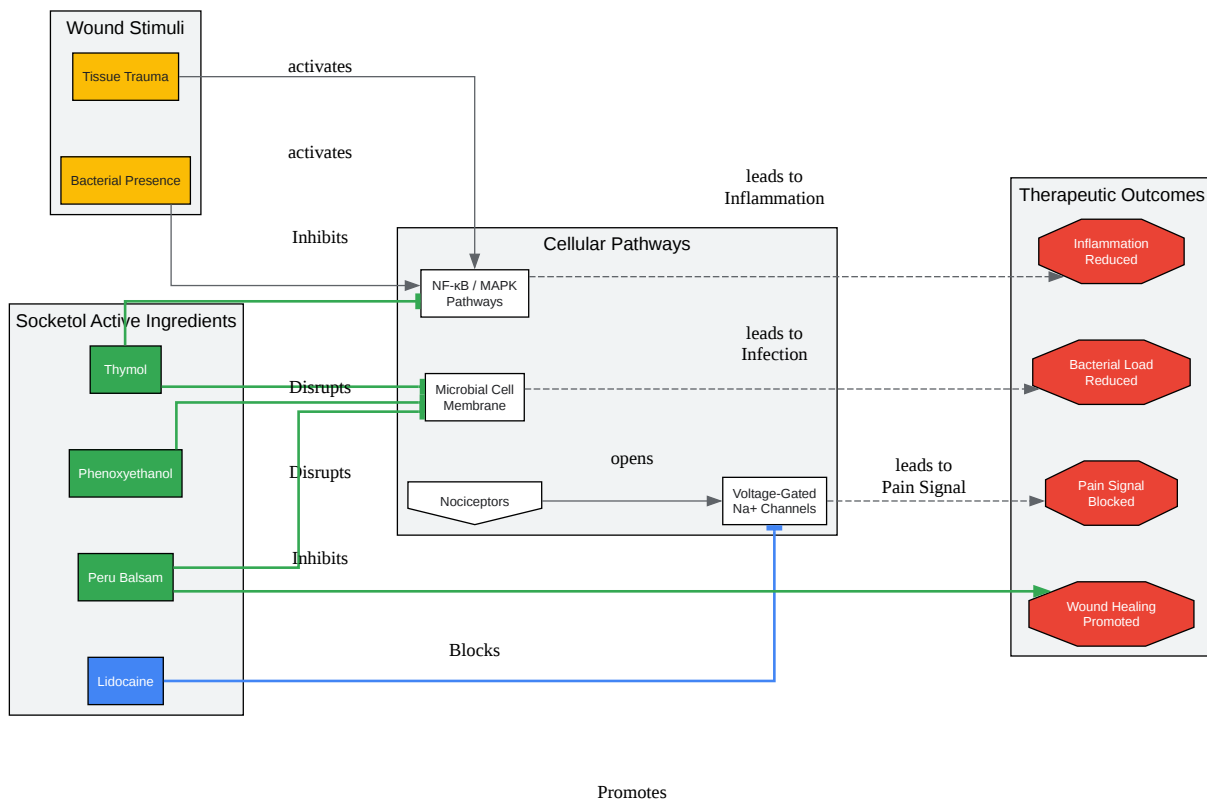 Wound Stimuli
Tissue Trauma
Bacterial Presence
activates
activates
Inhibits
Disrupts
Disrupts
Inhibits
Blocks
Promotes
Socketol Active Ingredients
Thymol
Phenoxyethanol
Peru Balsam
Lidocaine
Cellular Pathways
NF-κB / MAPK
Pathways
Microbial Cell
Membrane
Nociceptors
opens
Voltage-Gated
Na+ Channels
leads to
Inflammation
leads to
Infection
leads to
Pain Signal
Therapeutic Outcomes
Inflammation
Reduced
Bacterial Load
Reduced
Pain Signal
Blocked
Wound Healing
Promoted